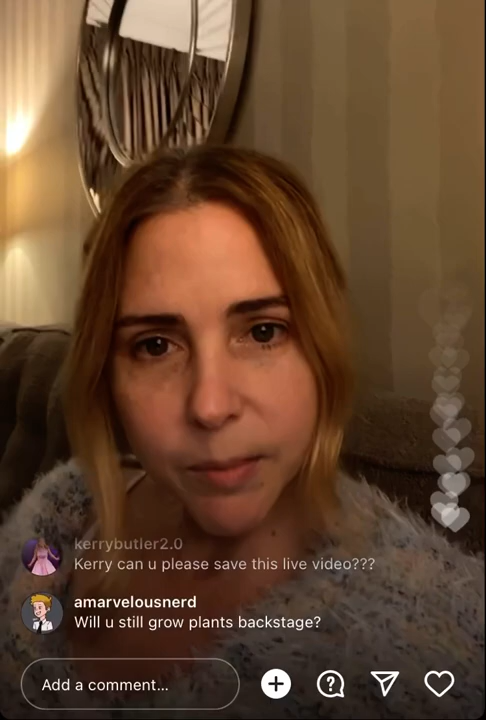 kerrybutler2.0
Kerry can u please save this live video???
amarvelousnerd
Will u still grow plants backstage?
Add a comment...